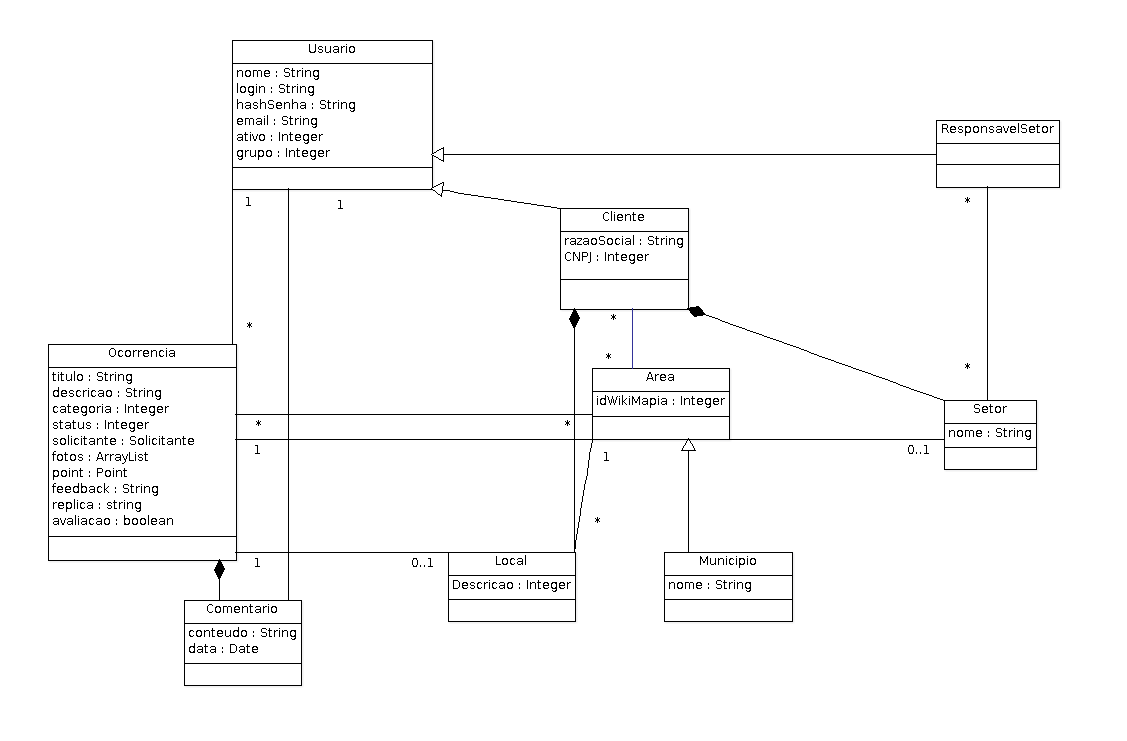 Usuario
nome : String
login : String
hashSenha : String
email : String
ativo : Integer
grupo : Integer
ResponsavelSetor
1
1
*
Cliente
razaoSocial : String
CNPJ : Integer
*
*
*
*
Ocorrencia
titulo : String
descricao : String
categoria : Integer
status : Integer
solicitante : Solicitante
fotos : ArrayList
point : Point
feedback : String
replica : string
avaliacao : boolean
Area
idWikiMapia : Integer
Setor
nome : String
*
*
1
1
0..1
*
1
0..1
Local
Descricao : Integer
Municipio
nome : String
Comentario
conteudo : String
data : Date